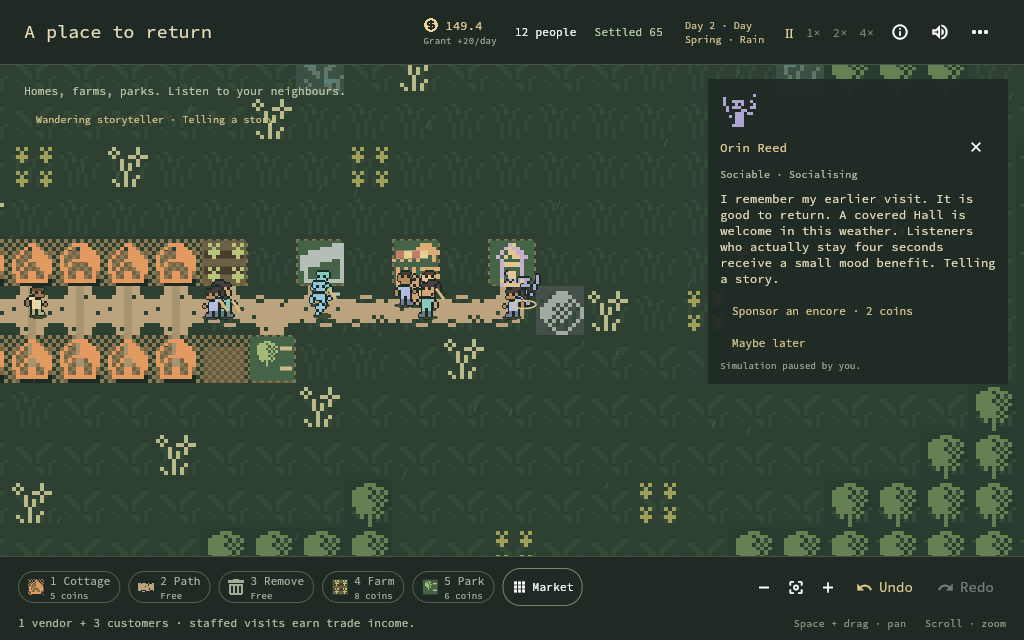 A place to return
149.4
Grant +20/day
12 people
Settled 65
Day 2 · Day
Spring · Rain
II 1× 2× 4×
Homes, farms, parks. Listen to your neighbours.
Wandering storyteller · Telling a story
Orin Reed
Sociable · Socialising
I remember my earlier visit. It is
good to return. A covered Hall is
welcome in this weather. Listeners
who actually stay four seconds
receive a small mood benefit. Telling
a story.
Sponsor an encore · 2 coins
Maybe later
Simulation paused by you.
1 Cottage
5 coins
2 Path
Free
3 Remove
Free
4 Farm
8 coins
5 Park
6 coins
Market
Undo
Redo
1 vendor + 3 customers · staffed visits earn trade income.
Space + drag · pan
Scroll · zoom